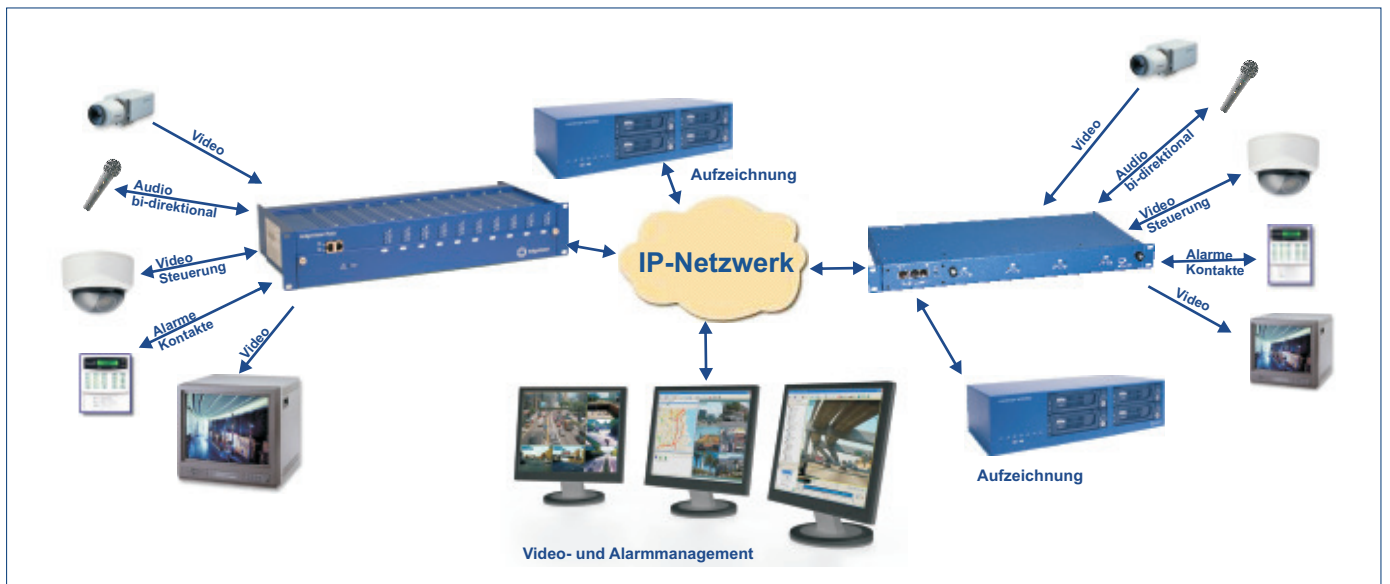 Video
Audio
bi-direktional
Video
Steuerung
Alarme
Kontakte
Video
Aufzeichnung
IP-Netzwerk
Video- und Alarmmanagement
Video
Audio
bi-direktional
Video
Steuerung
Alarme
Kontakte
Video
Aufzeichnung